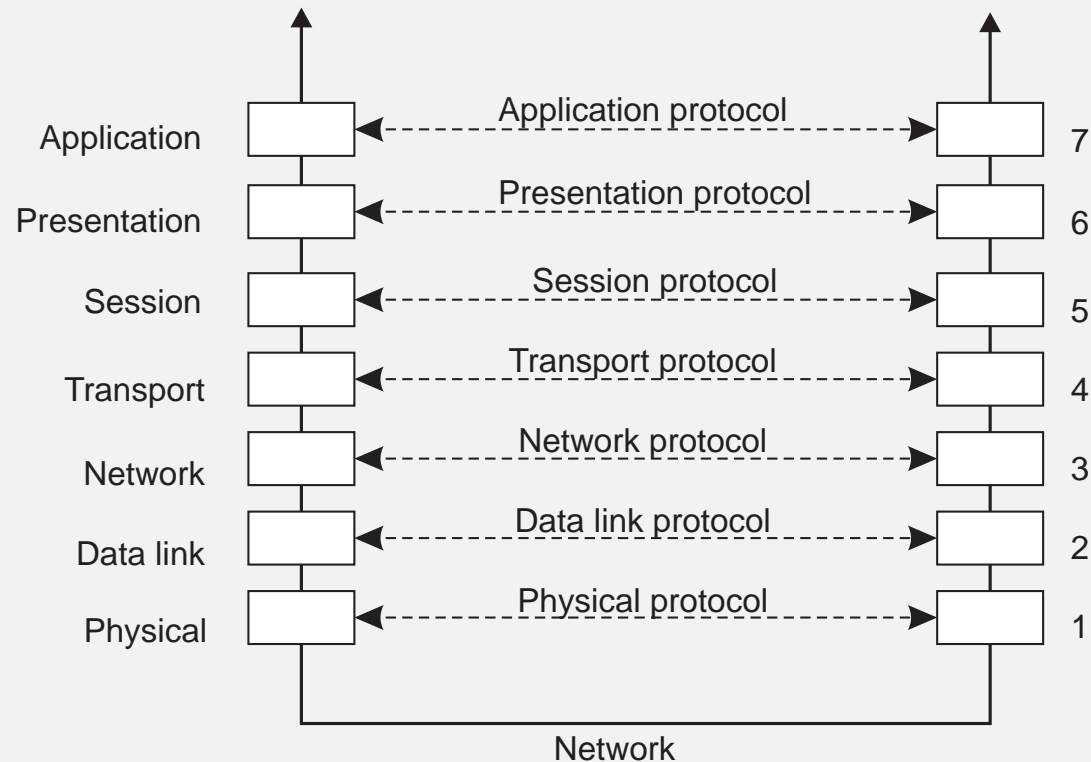 Application protocol
Application
7
Presentation protocol
Presentation
6
Session protocol
Session
5
Transport protocol
Transport
4
Network protocol
Network
3
Data link protocol
Data link
2
Physical protocol
Physical
1
Network